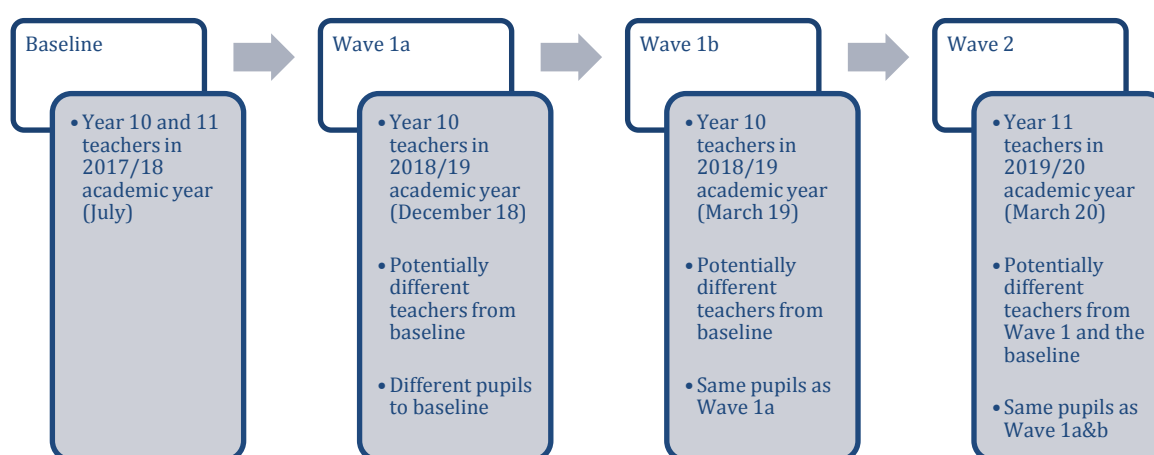 Baseline
• Year 10 and 11
teachers in
2017/18
academic year
(July)
Wave 1a
• Year 10
teachers in
2018/19
academic year
(December 18)
• Potentially
different
teachers from
baseline
• Different pupils
to baseline
Wave 1b
• Year 10
teachers in
2018/19
academic year
(March 19)
• Potentially
different
teachers from
baseline
• Same pupils as
Wave 1a
Wave 2
• Year 11
teachers in
2019/20
academic year
(March 20)
• Potentially
different
teachers from
Wave 1 and the
baseline
• Same pupils as
Wave 1a&b